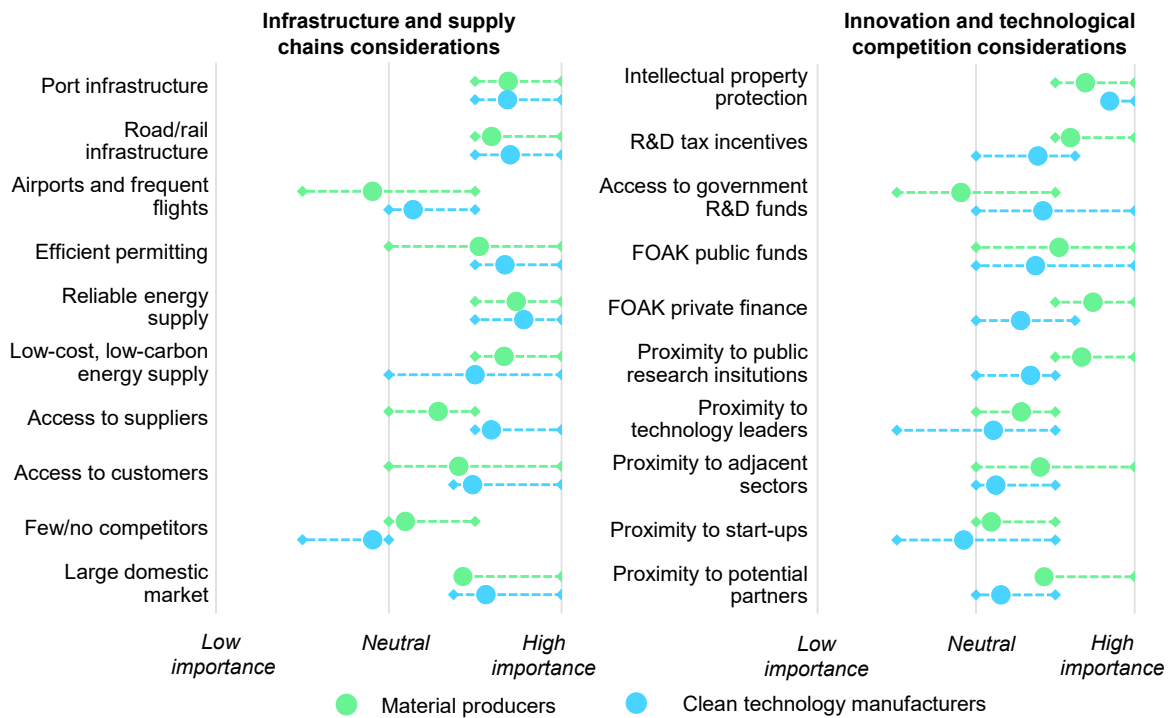 Infrastructure and supply
chains considerations
Port infrastructure
Road/rail
infrastructure
Airports and frequent
flights
Efficient permitting
Reliable energy
supply
Low-cost, low-carbon
energy supply
Access to suppliers
Access to customers
Few/no competitors
Large domestic
market
Low
importance
Neutral
High
importance
Innovation and technological
competition considerations
Intellectual property
protection
R&D tax incentives
Access to government
R&D funds
FOAK public funds
FOAK private finance
Proximity to public
research insitutions
Proximity to
technology leaders
Proximity to adjacent
sectors
Proximity to start-ups
Proximity to potential
partners
Low
importance
Neutral
High
importance
Material producers
Clean technology manufacturers